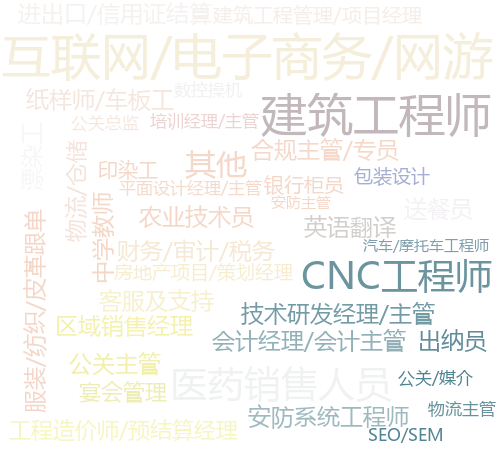 进出口/信用证结算
建筑工程管理/项目经理
互联网/电子商务/网游
数控操机
纸样师/车板工
建筑工程师
公关总监
培训经理/主管
漂染工
物流/仓储
合规主管/专员
其他
印染工
包装设计
平面设计经理/主管
银行柜员
中学教师
安防主管
送餐员
农业技术员
英语翻译
服装/纺织/皮革跟单
汽车/摩托车工程师
财务/审计/税务
房地产项目/策划经理
CNC工程师
客服及支持
技术研发经理/主管
区域销售经理
会计经理/会计主管
出纳员
公关主管
医药销售人员
公关/媒介
宴会管理
物流主管
安防系统工程师
工程造价师/预结算经理
SEO/SEM